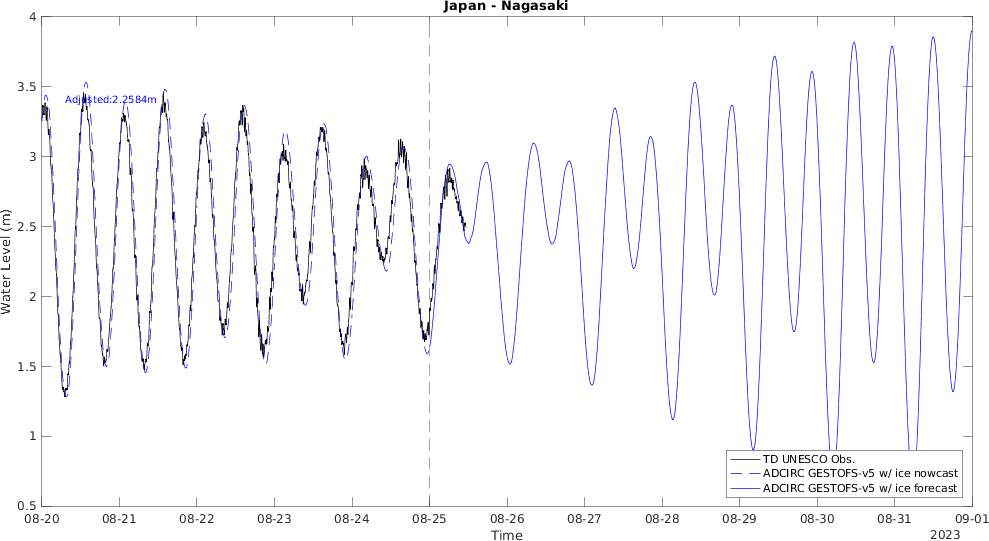 Japan - Nagasaki
4
3.5
3
2.5
2
1.5
1
0.5
Water Level (m)
Adjusted:2.2584m
TD UNESCO Obs.
ADCIRC GESTOFS-v5 w/ ice nowcast
ADCIRC GESTOFS-v5 w/ ice forecast
08-20 08-21 08-22 08-23 08-24 08-25 08-26 08-27 08-28 08-29 08-30 08-31 09-01
Time
2023